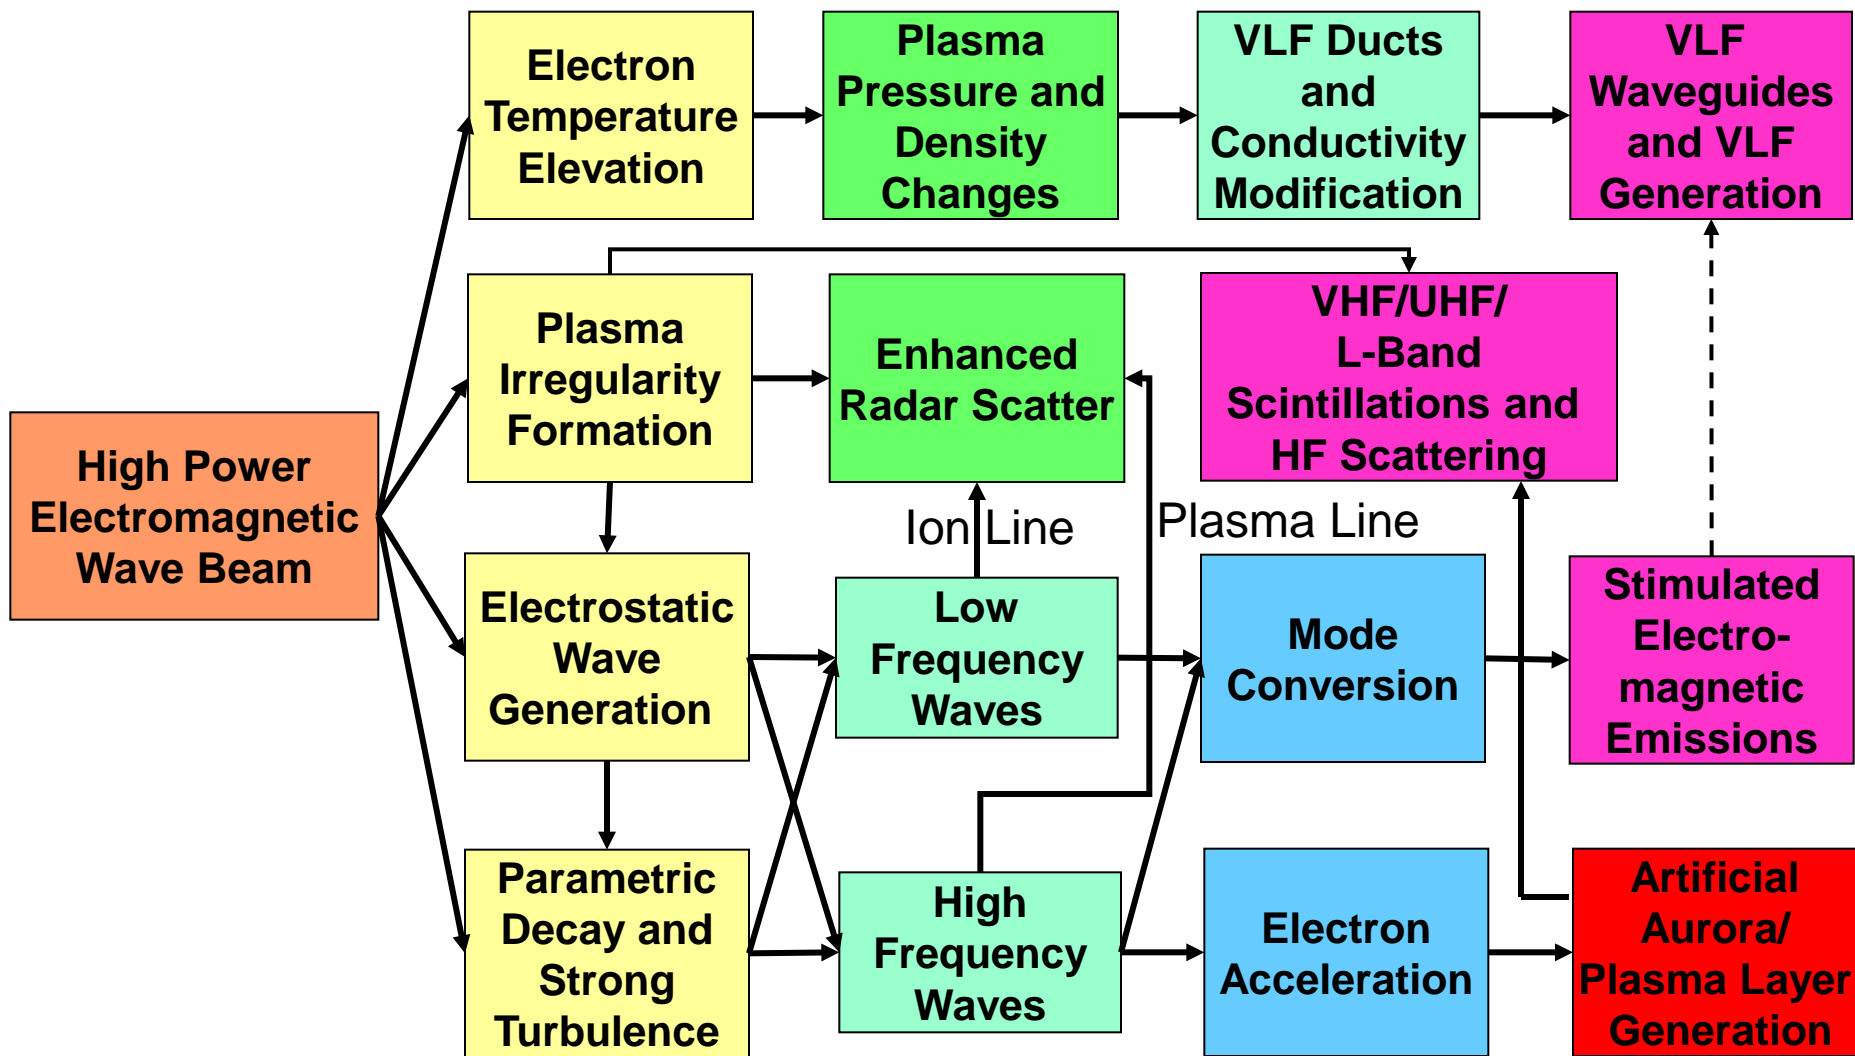 Electron
Temperature
Elevation
Plasma
Pressure and
Density
Changes
VLF Ducts
and
Conductivity
Modification
VLF
Waveguides
and VLF
Generation
Plasma
Irregularity
Formation
Enhanced
Radar Scatter
VHF/UHF/
L-Band
Scintillations and
HF Scattering
High Power
Electromagnetic
Wave Beam
Ion Line
Plasma Line
Electrostatic
Wave
Generation
Low
Frequency
Waves
Mode
Conversion
Stimulated
Electro-
magnetic
Emissions
Parametric
Decay and
Strong
Turbulence
High
Frequency
Waves
Electron
Acceleration
Artificial
Aurora/
Plasma Layer
Generation